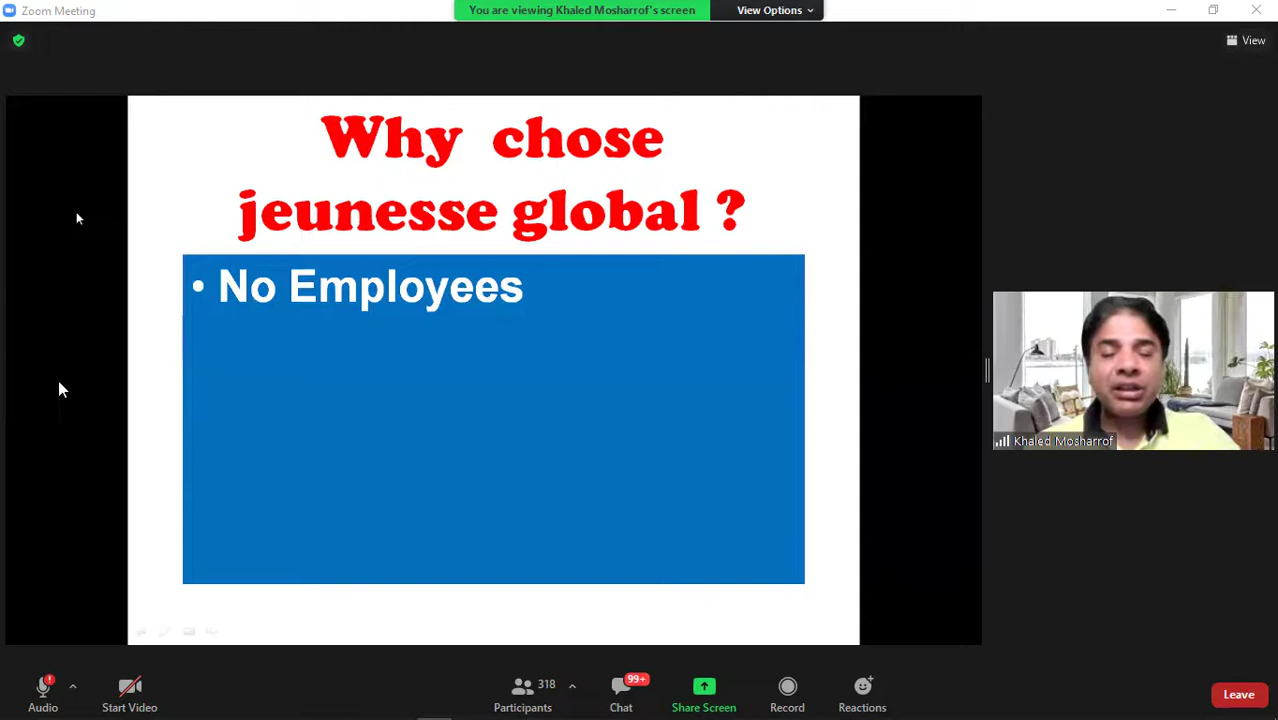 Zoom Meeting
You are viewing Khaled Mosharrof's screen
View Options
View
Why chose
jeunesse global ?
• No Employees
Khaled Mosharrof
Audio
Start Video
318
Participants
99+
Chat
Share Screen
Record
Reactions
Leave